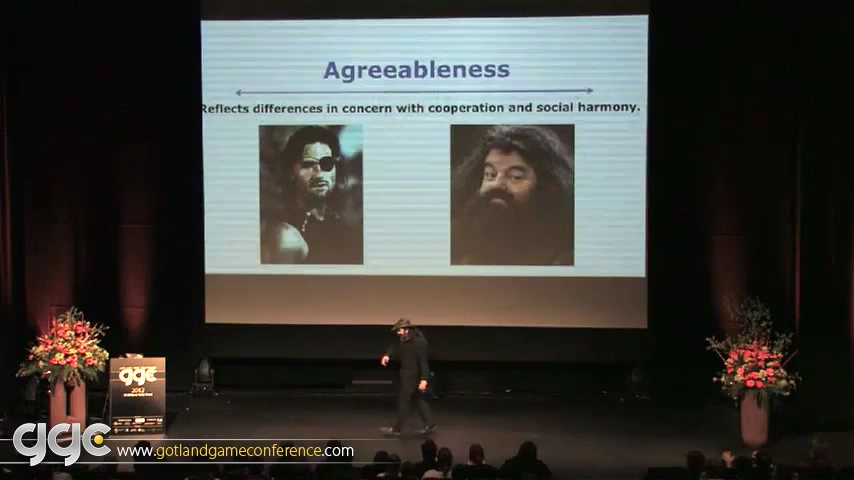 Agreeableness
Reflects differences in concern with cooperation and social harmony.
ggc
2012
ggc www.gotlandgameconference.com